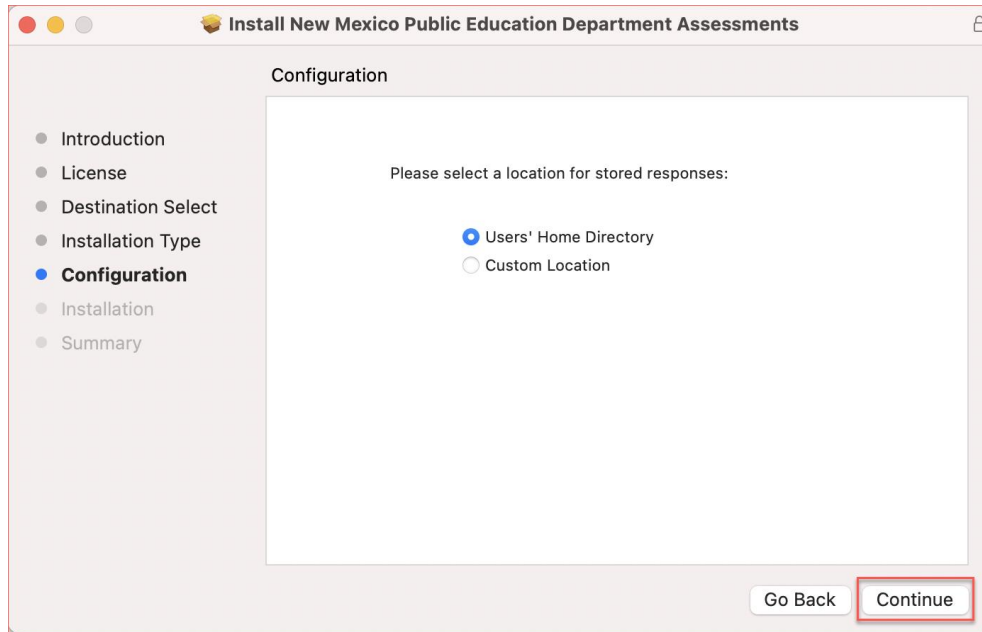 Install New Mexico Public Education Department Assessments
Configuration
Introduction
License
Destination Select
Installation Type
Configuration
Installation
Summary
Please select a location for stored responses:
Users' Home Directory
Custom Location
Go Back
Continue